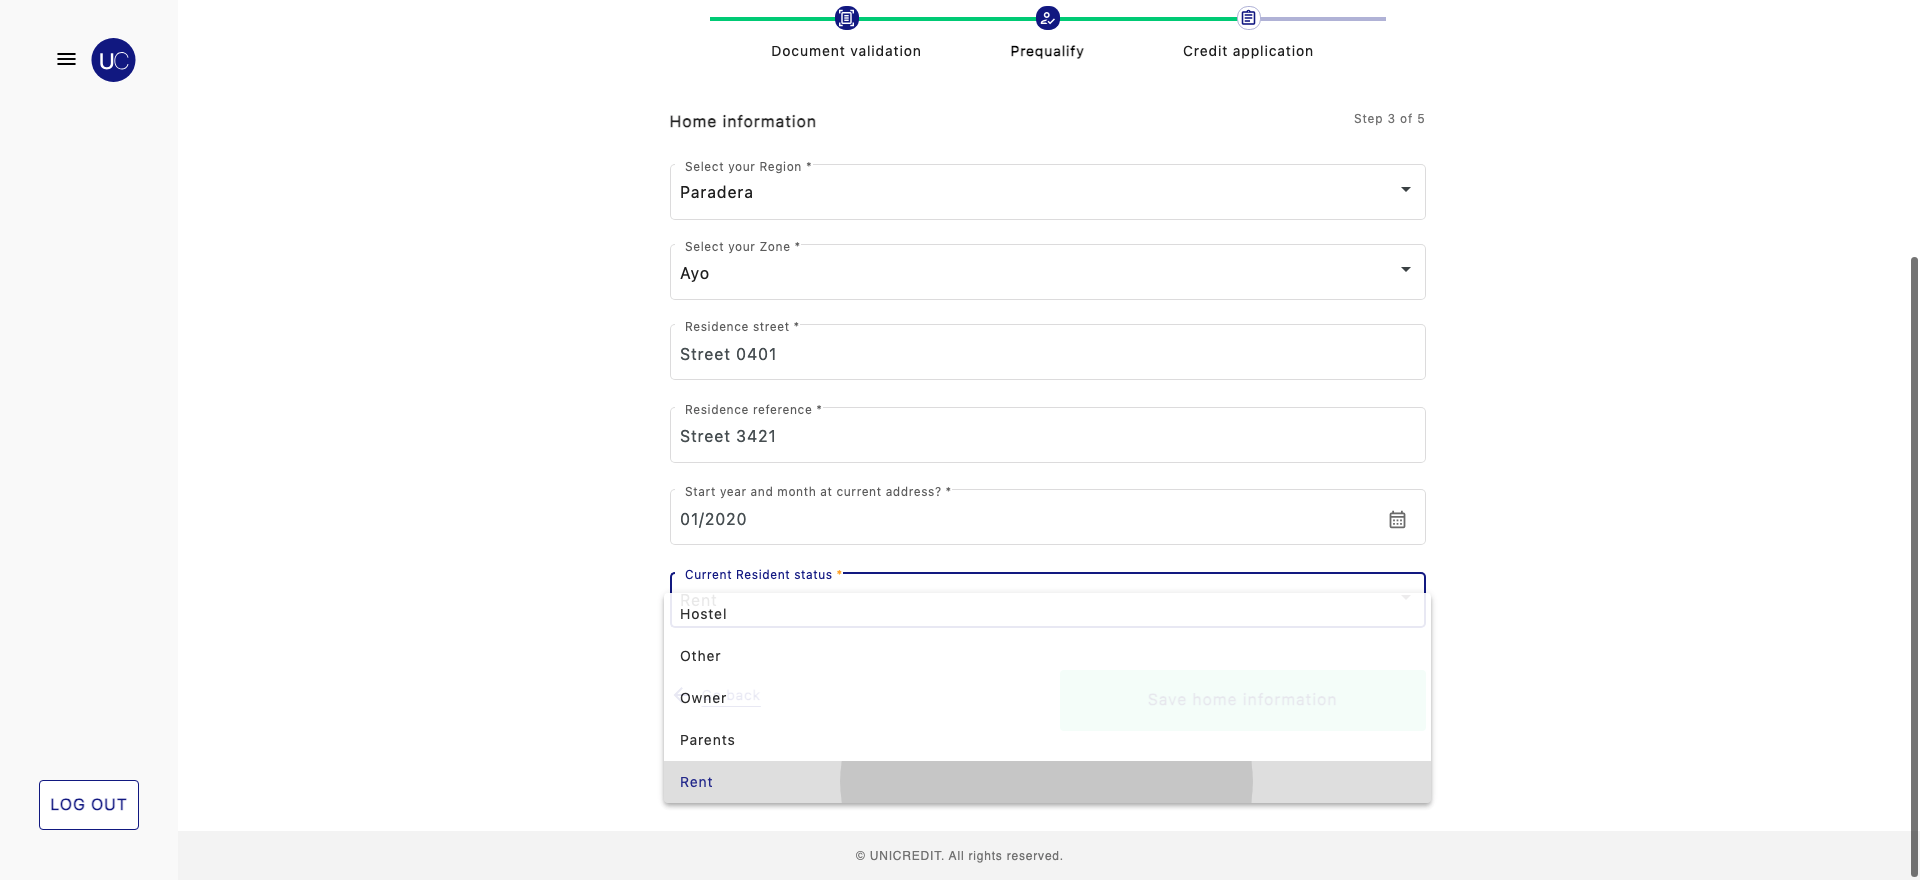 UC
Document validation
Prequalify
Credit application
Home information
Step 3 of 5
Select your Region *
Paradera
Select your Zone *
Ayo
Residence street *
Street 0401
Residence reference *
Street 3421
Start year and month at current address? *
01/2020
Current Resident status *
Rent
Hostel
Other
back
Owner
Save home information
Parents
Rent
LOG OUT
© UNICREDIT. All rights reserved.